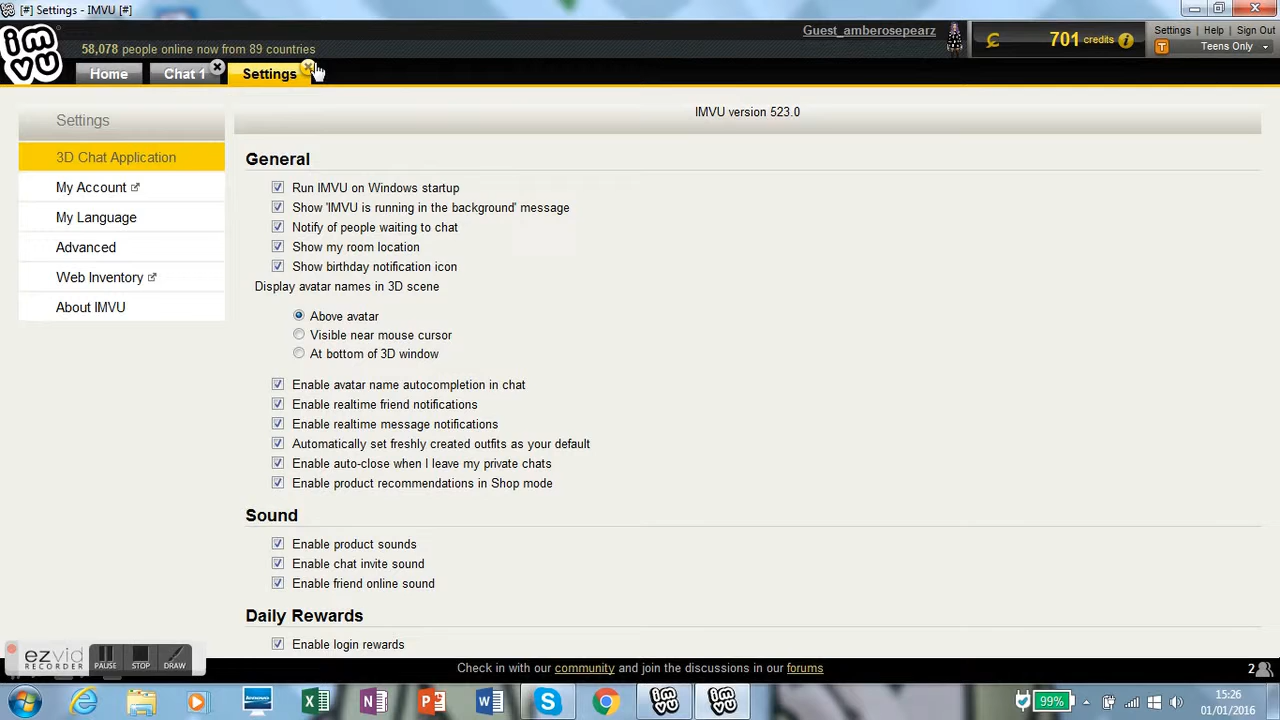 [#] Settings - IMVU [#]
imvu
58,078 people online now from 89 countries
Guest_amberosepearz
701 credits
Settings | Help | Sign Out
T Teens Only
Home
Chat 1
Settings
Settings
IMVU version 523.0
3D Chat Application
My Account
My Language
Advanced
Web Inventory
About IMVU
General
Run IMVU on Windows startup
Show 'IMVU is running in the background' message
Notify of people waiting to chat
Show my room location
Show birthday notification icon
Display avatar names in 3D scene
Above avatar
Visible near mouse cursor
At bottom of 3D window
Enable avatar name autocompletion in chat
Enable realtime friend notifications
Enable realtime message notifications
Automatically set freshly created outfits as your default
Enable auto-close when I leave my private chats
Enable product recommendations in Shop mode
Sound
Enable product sounds
Enable chat invite sound
Enable friend online sound
Daily Rewards
Enable login rewards
ezvid
RECORDER
PAUSE
STOP
DRAW
Check in with our community and join the discussions in our forums
2
99%
15:26
01/01/2016